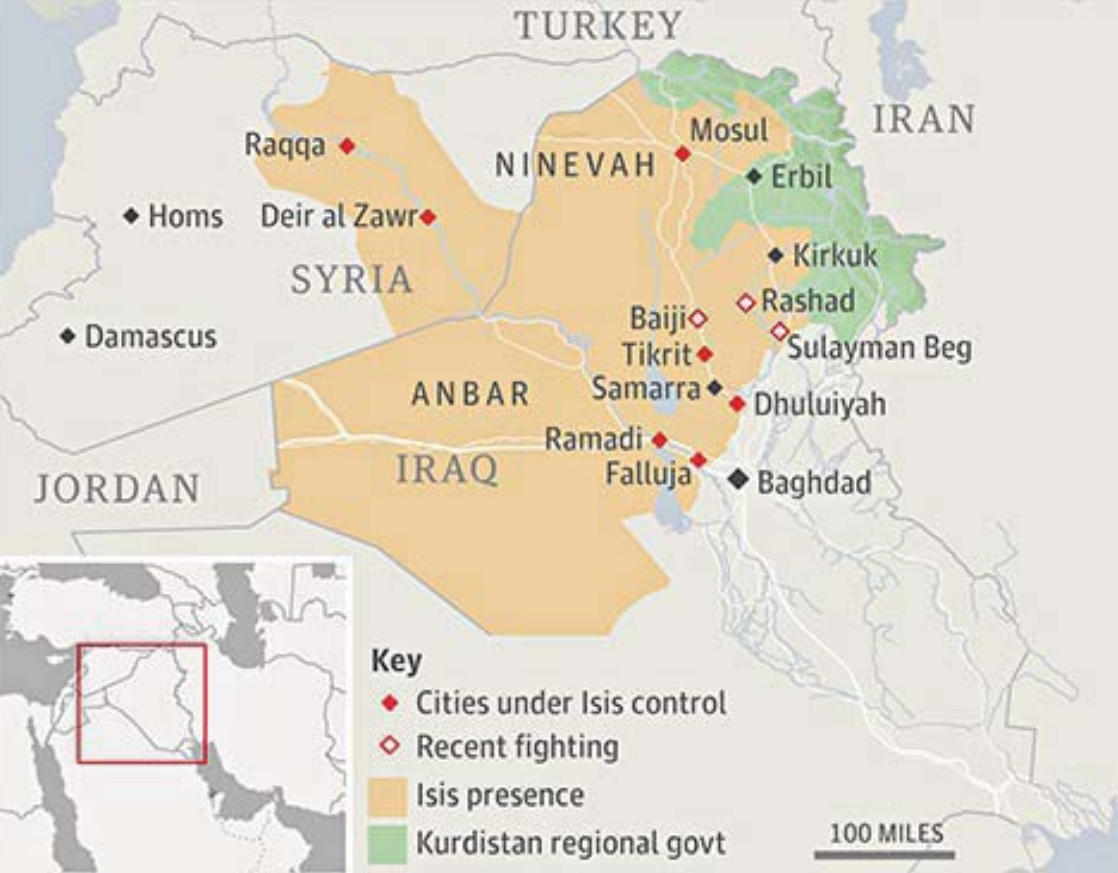 TURKEY
IRAN
Mosul
Raqqa
NINEVAH
Erbil
Homs
Deir al Zawr
Kirkuk
SYRIA
Rashad
Baiji
Damascus
Sulayman Beg
Tikrit
Samarra
ANBAR
Dhuluiyah
Ramadi
IRAQ
Falluja
Baghdad
JORDAN
Key
Cities under Isis control
Recent fighting
Isis presence
Kurdistan regional govt
100 MILES